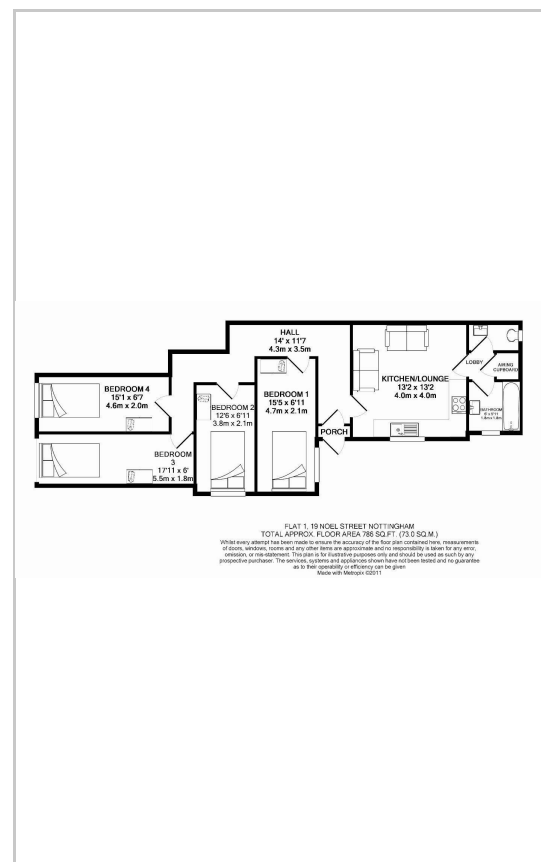 HALL
14' x 11'7
4.3m x 3.5m
BEDROOM 4
15'1 x 6'7
4.6m x 2.0m
BEDROOM 2
12'6 x 6'11
3.8m x 2.1m
BEDROOM 1
15'5 x 6'11
4.7m x 2.1m
KITCHEN/LOUNGE
13'2 x 13'2
4.0m x 4.0m
LOBBY
AIRING
CUPBOARD
BATHROOM
PORCH
BEDROOM
3
17'11 x 6'
5.5m x 1.8m
FLAT 1, 19 NOEL STREET NOTTINGHAM
TOTAL APPROX. FLOOR AREA 786 SQ.FT. (73.0 SQ.M.)
Whilst every attempt has been made to ensure the accuracy of the floor plan contained here, measurements
of doors, windows, rooms and any other items are approximate and no responsibility is taken for any error,
omission, or mis-statement. This plan is for illustrative purposes only and should be used as such by any
prospective purchaser. The services, systems and appliances shown have not been tested and no guarantee
as to their operability or efficiency can be given
Made with Metropix ©2011